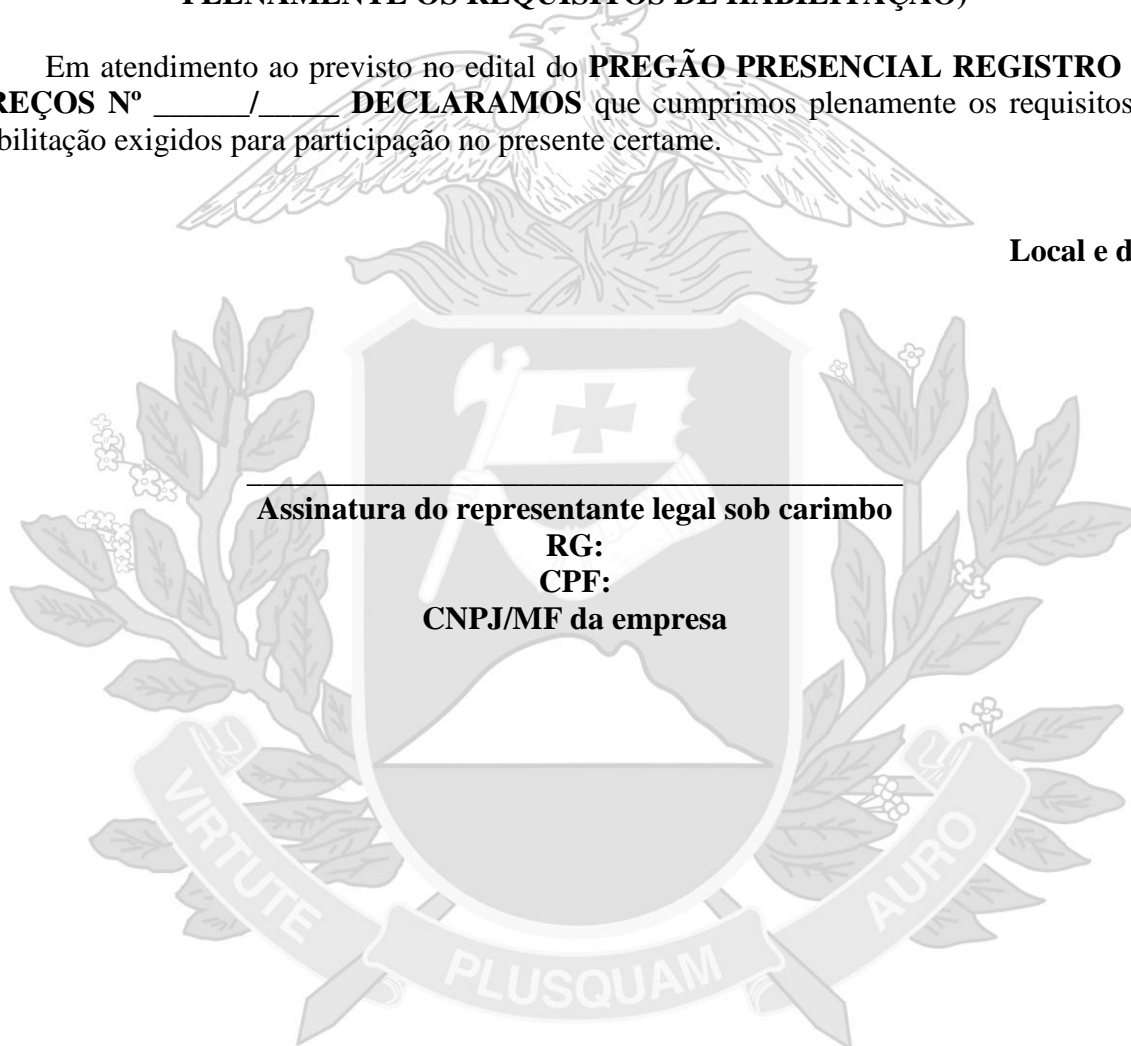 PLENAMENTE OS REQUISITOS DE HABILITAÇÃO)
Em atendimento ao previsto no edital do PREGÃO PRESENCIAL REGISTRO
REÇOS Nº ______/_____ DECLARAMOS que cumprimos plenamente os requisitos
bilitação exigidos para participação no presente certame.
Local e d
_________________________________________
Assinatura do representante legal sob carimbo
RG:
CPF:
CNPJ/MF da empresa
VIRTUTE
PLUSQUAM
AURO